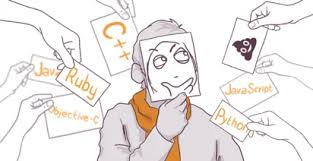 Java
Ruby
Objective-C
C++
JavaScript
Python